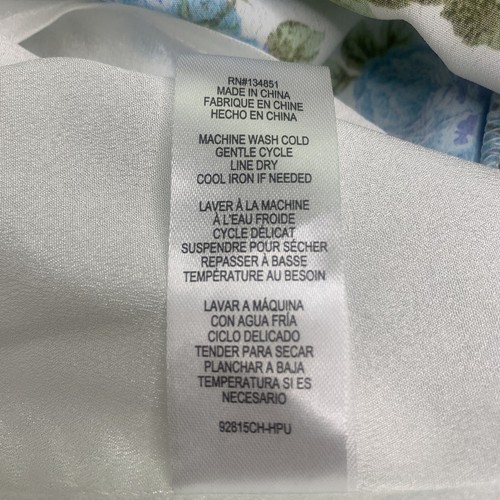 RN#134851
MADE IN CHINA
FABRIQUE EN CHINE
HECHO EN CHINA
MACHINE WASH COLD
GENTLE CYCLE
LINE DRY
COOL IRON IF NEEDED
LAVER À LA MACHINE
À L'EAU FROIDE
CYCLE DÉLICAT
SUSPENDRE POUR SÉCHER
REPASSER À BASSE
TEMPÉRATURE AU BESOIN
LAVAR A MÁQUINA
CON AGUA FRÍA
CICLO DELICADO
TENDER PARA SECAR
PLANCHAR A BAJA
TEMPERATURA SI ES
NECESARIO
92815CH-HPU